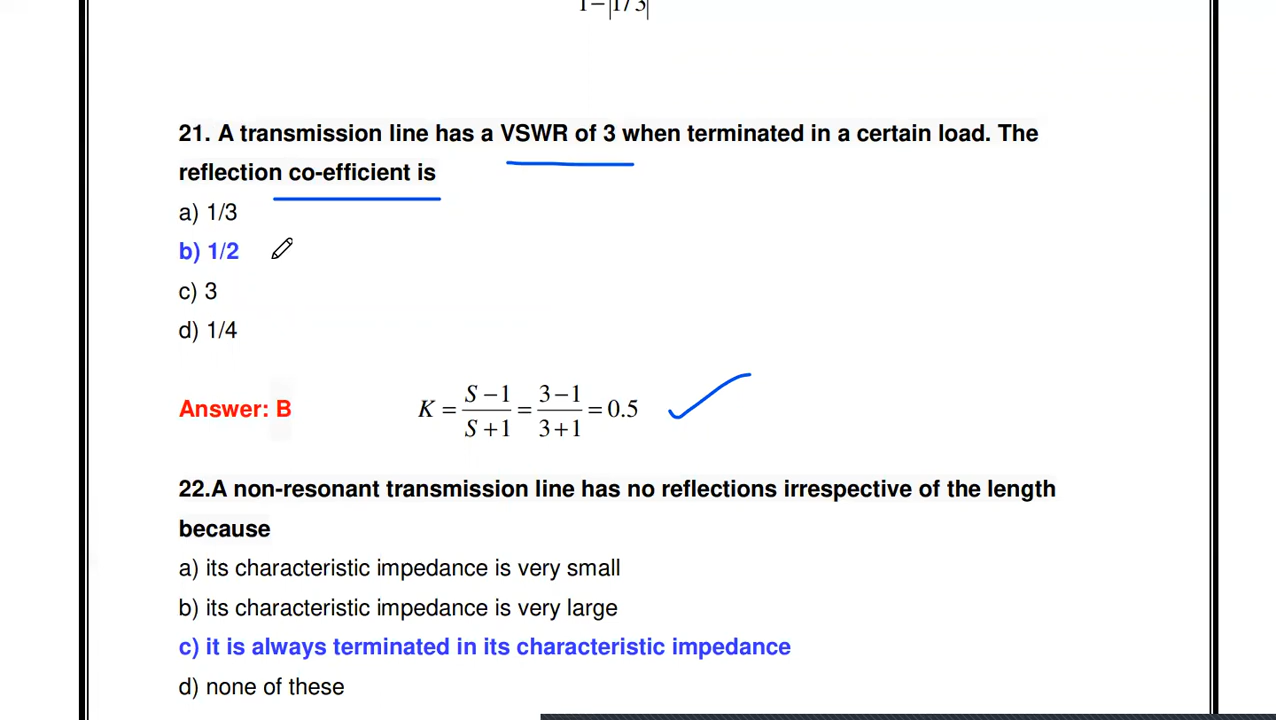 1−|1/3|
21. A transmission line has a VSWR of 3 when terminated in a certain load. The
reflection co-efficient is
a) 1/3
b) 1/2
c) 3
d) 1/4
Answer: B K = (S−1)/(S+1) = (3−1)/(3+1) = 0.5
22.A non-resonant transmission line has no reflections irrespective of the length
because
a) its characteristic impedance is very small
b) its characteristic impedance is very large
c) it is always terminated in its characteristic impedance
d) none of these